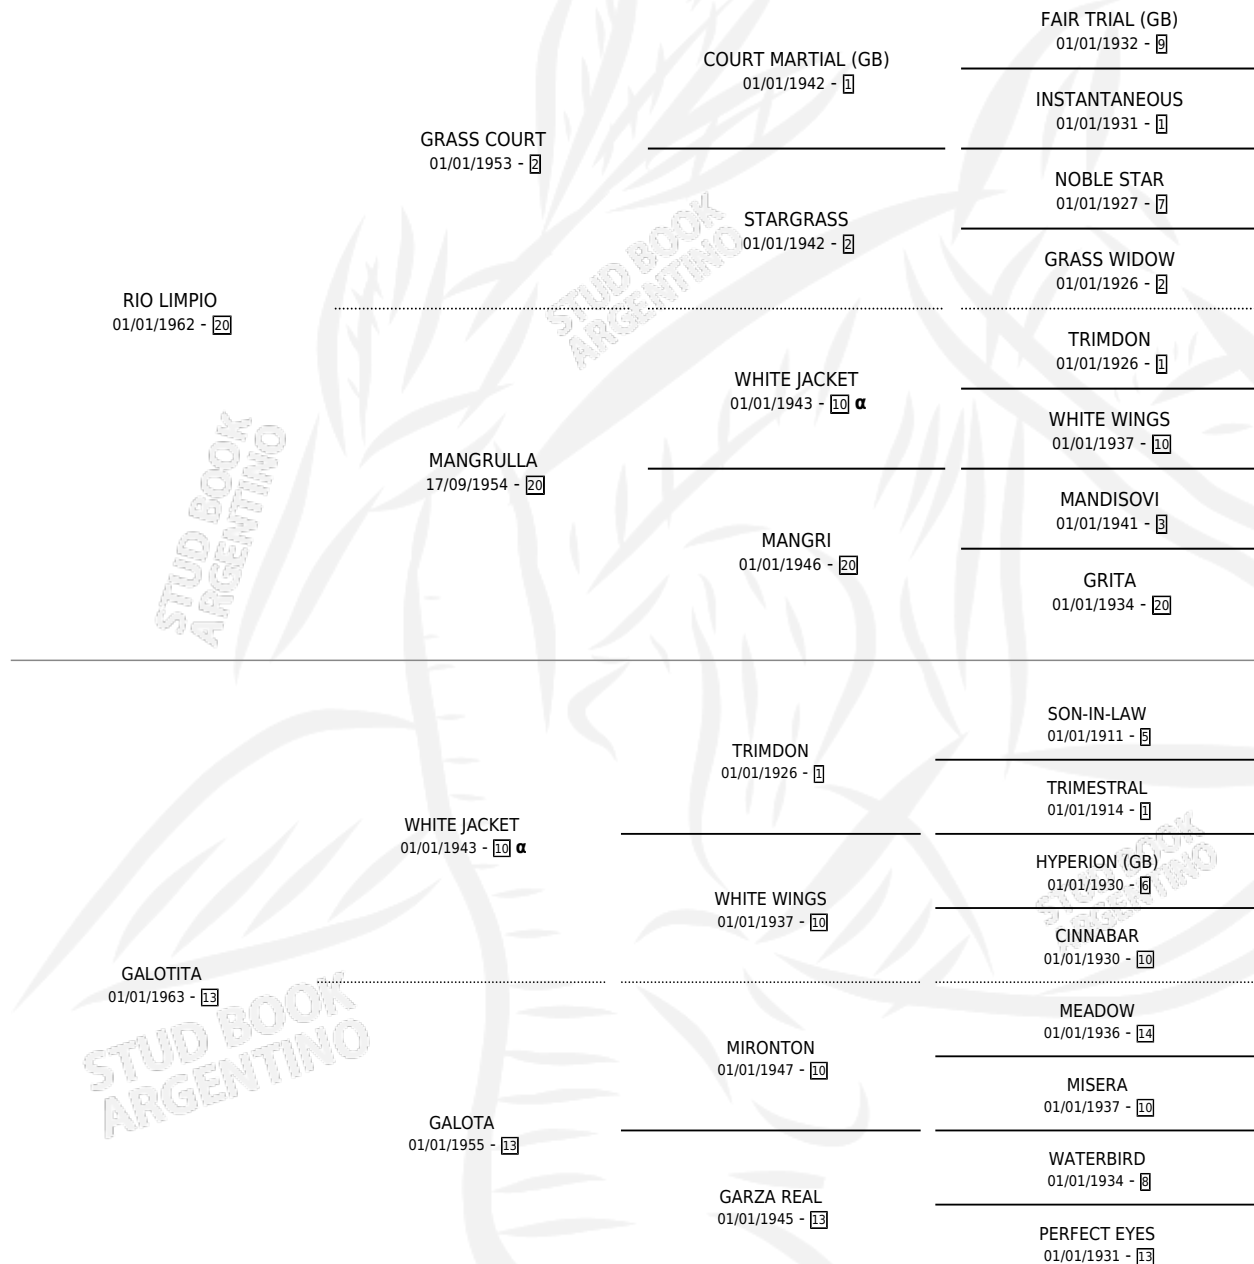 FAIR TRIAL (GB)
01/01/1932 - 9
COURT MARTIAL (GB)
01/01/1942 - 1
INSTANTANEOUS
01/01/1931 - 1
GRASS COURT
01/01/1953 - 2
NOBLE STAR
01/01/1927 - 7
STARGRASS
01/01/1942 - 2
GRASS WIDOW
01/01/1926 - 2
RIO LIMPIO
01/01/1962 - 20
TRIMDON
01/01/1926 - 1
WHITE JACKET
01/01/1943 - 10 α
WHITE WINGS
01/01/1937 - 10
MANGRULLA
17/09/1954 - 20
MANDISOVI
01/01/1941 - 3
MANGRI
01/01/1946 - 20
GRITA
01/01/1934 - 20
SON-IN-LAW
01/01/1911 - 5
TRIMDON
01/01/1926 - 1
TRIMESTRAL
01/01/1914 - 1
WHITE JACKET
01/01/1943 - 10 α
HYPERION (GB)
01/01/1930 - 6
WHITE WINGS
01/01/1937 - 10
CINNABAR
01/01/1930 - 10
GALOTITA
01/01/1963 - 13
MEADOW
01/01/1936 - 14
MIRONTON
01/01/1947 - 10
MISERA
01/01/1937 - 10
GALOTA
01/01/1955 - 13
WATERBIRD
01/01/1934 - 8
GARZA REAL
01/01/1945 - 13
PERFECT EYES
01/01/1931 - 13
STUD BOOK
ARGENTINO
STUD BOOK
ARGENTINO
STUD BOOK
ARGENTINO
STUD BOOK
ARGENTINO